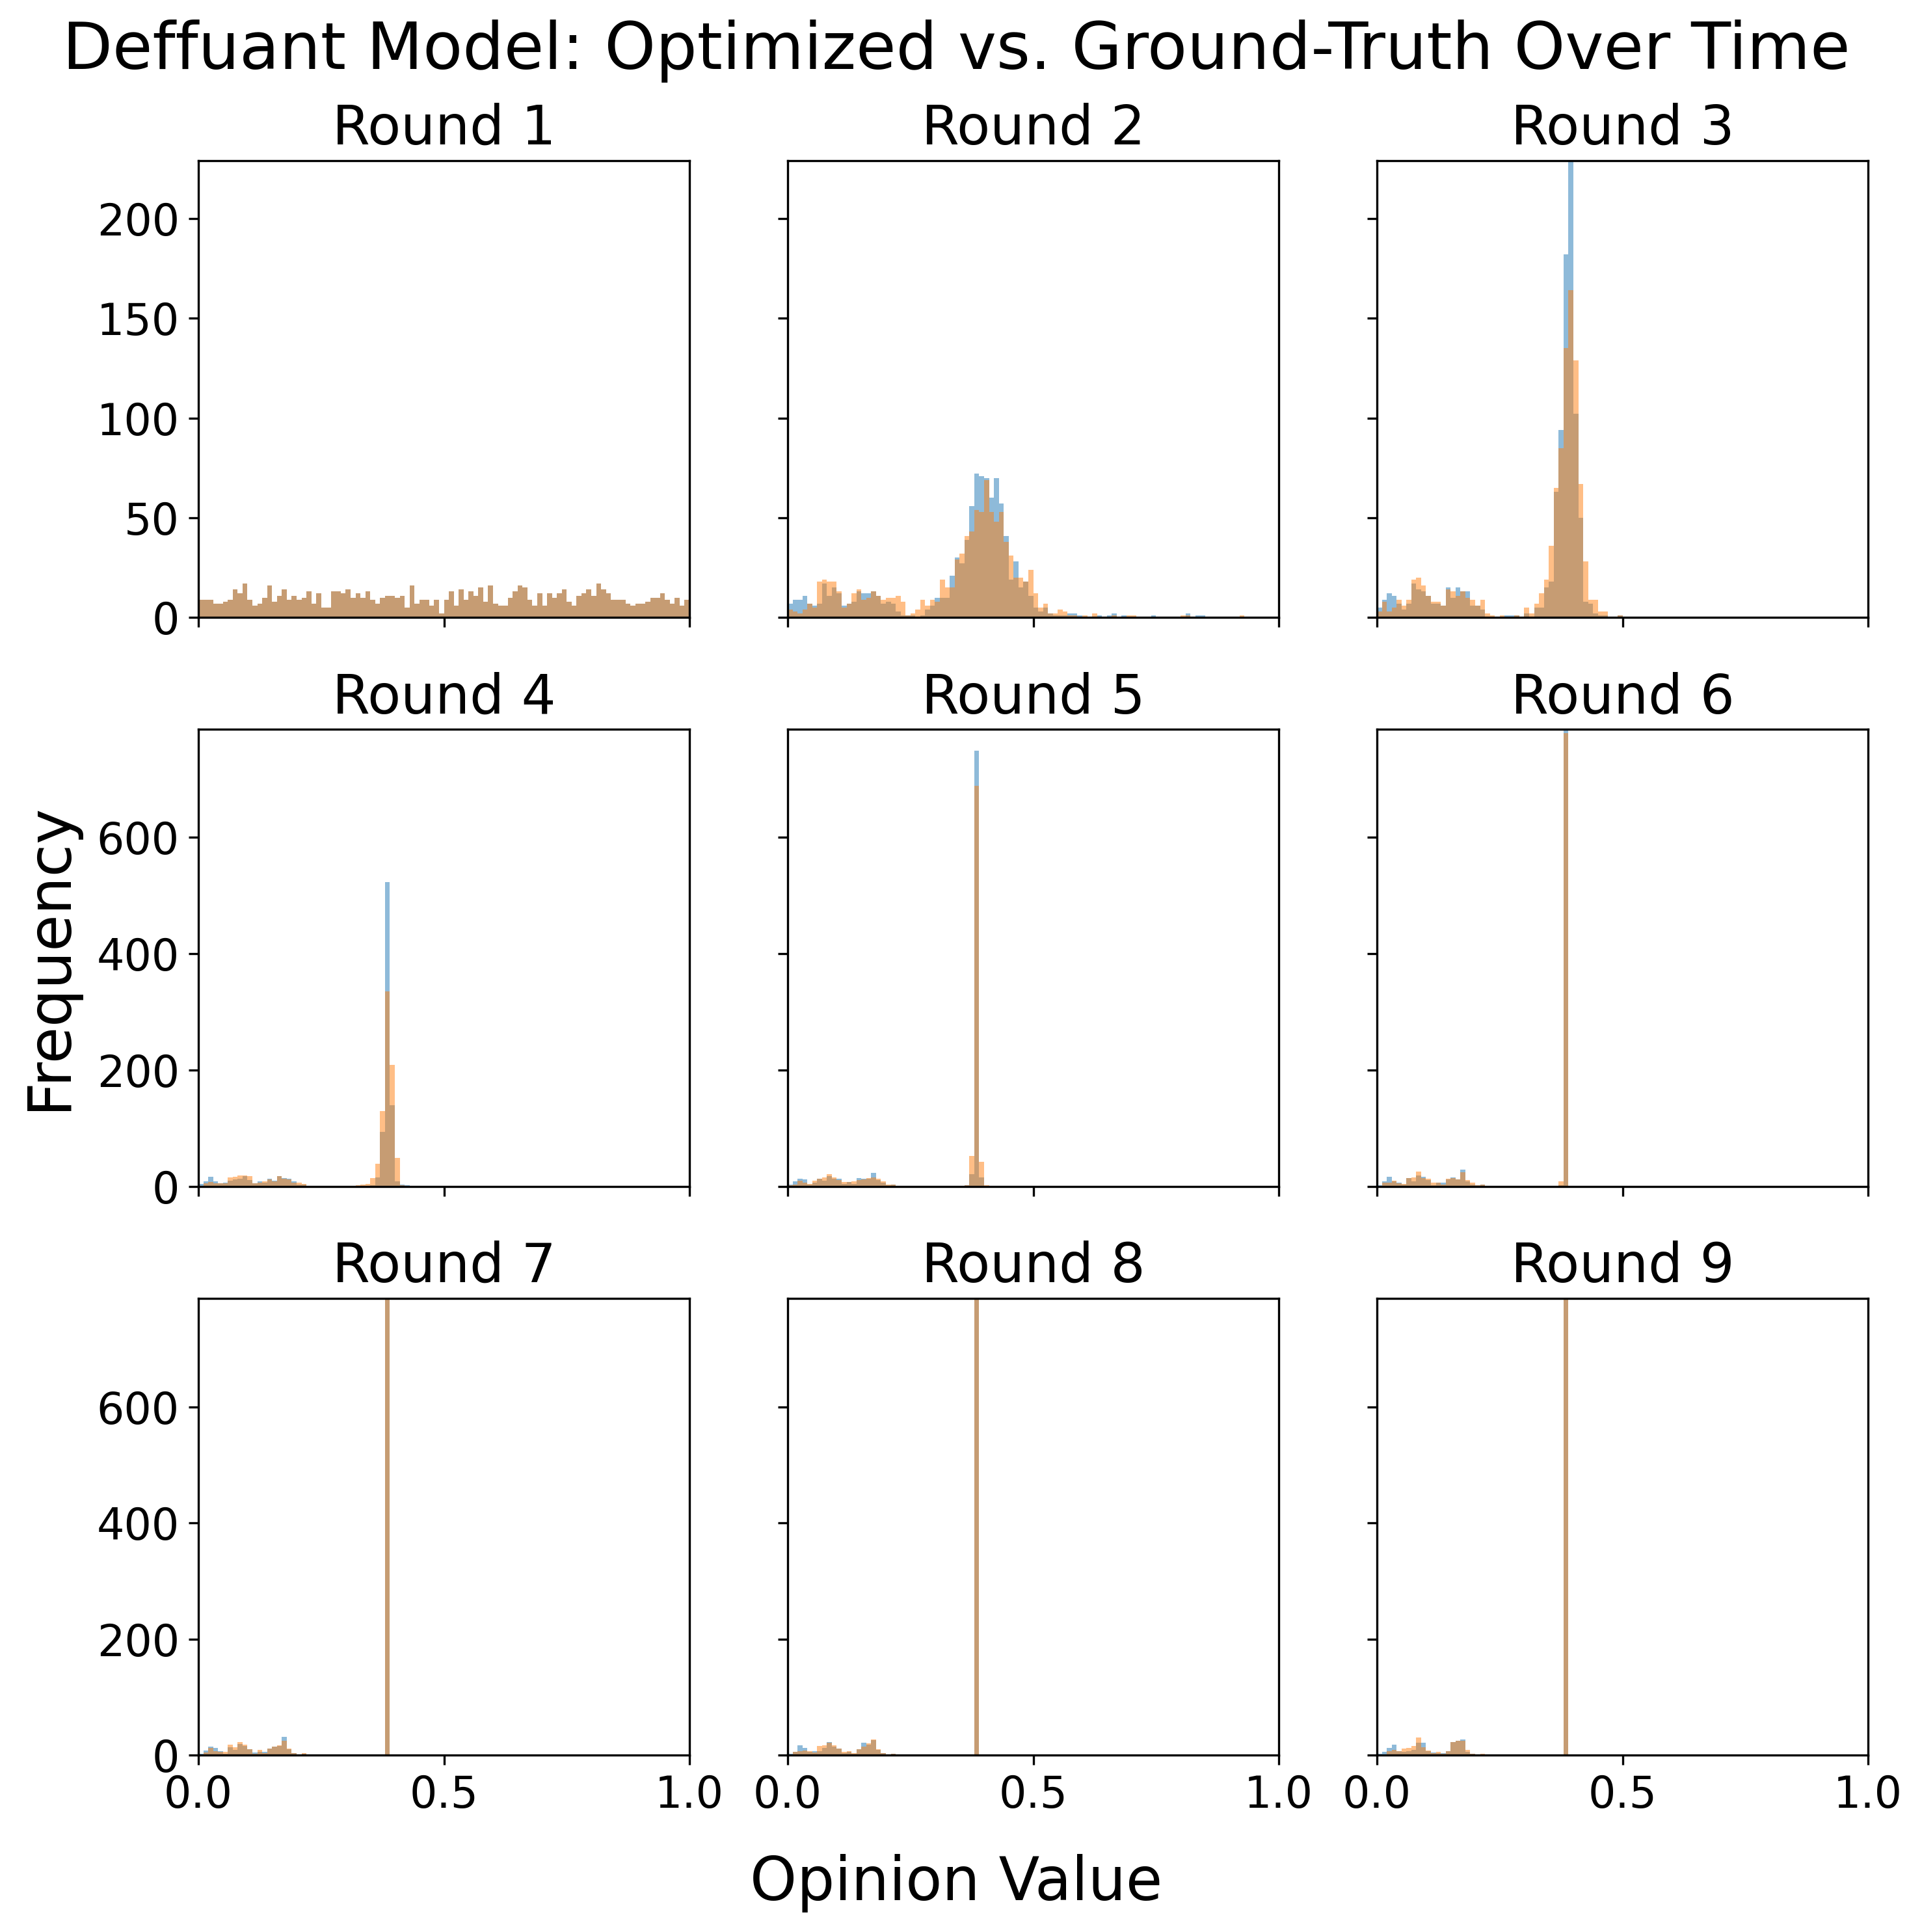 Deffuant Model: Optimized vs. Ground-Truth Over Time
Round 1
Round 2
Round 3
200
150
100
50
0
Round 4
Round 5
Round 6
Frequency
600
400
200
0
Round 7
Round 8
Round 9
600
400
200
0
0.0 0.5 1.0
0.0 0.5 1.0
0.0 0.5 1.0
Opinion Value